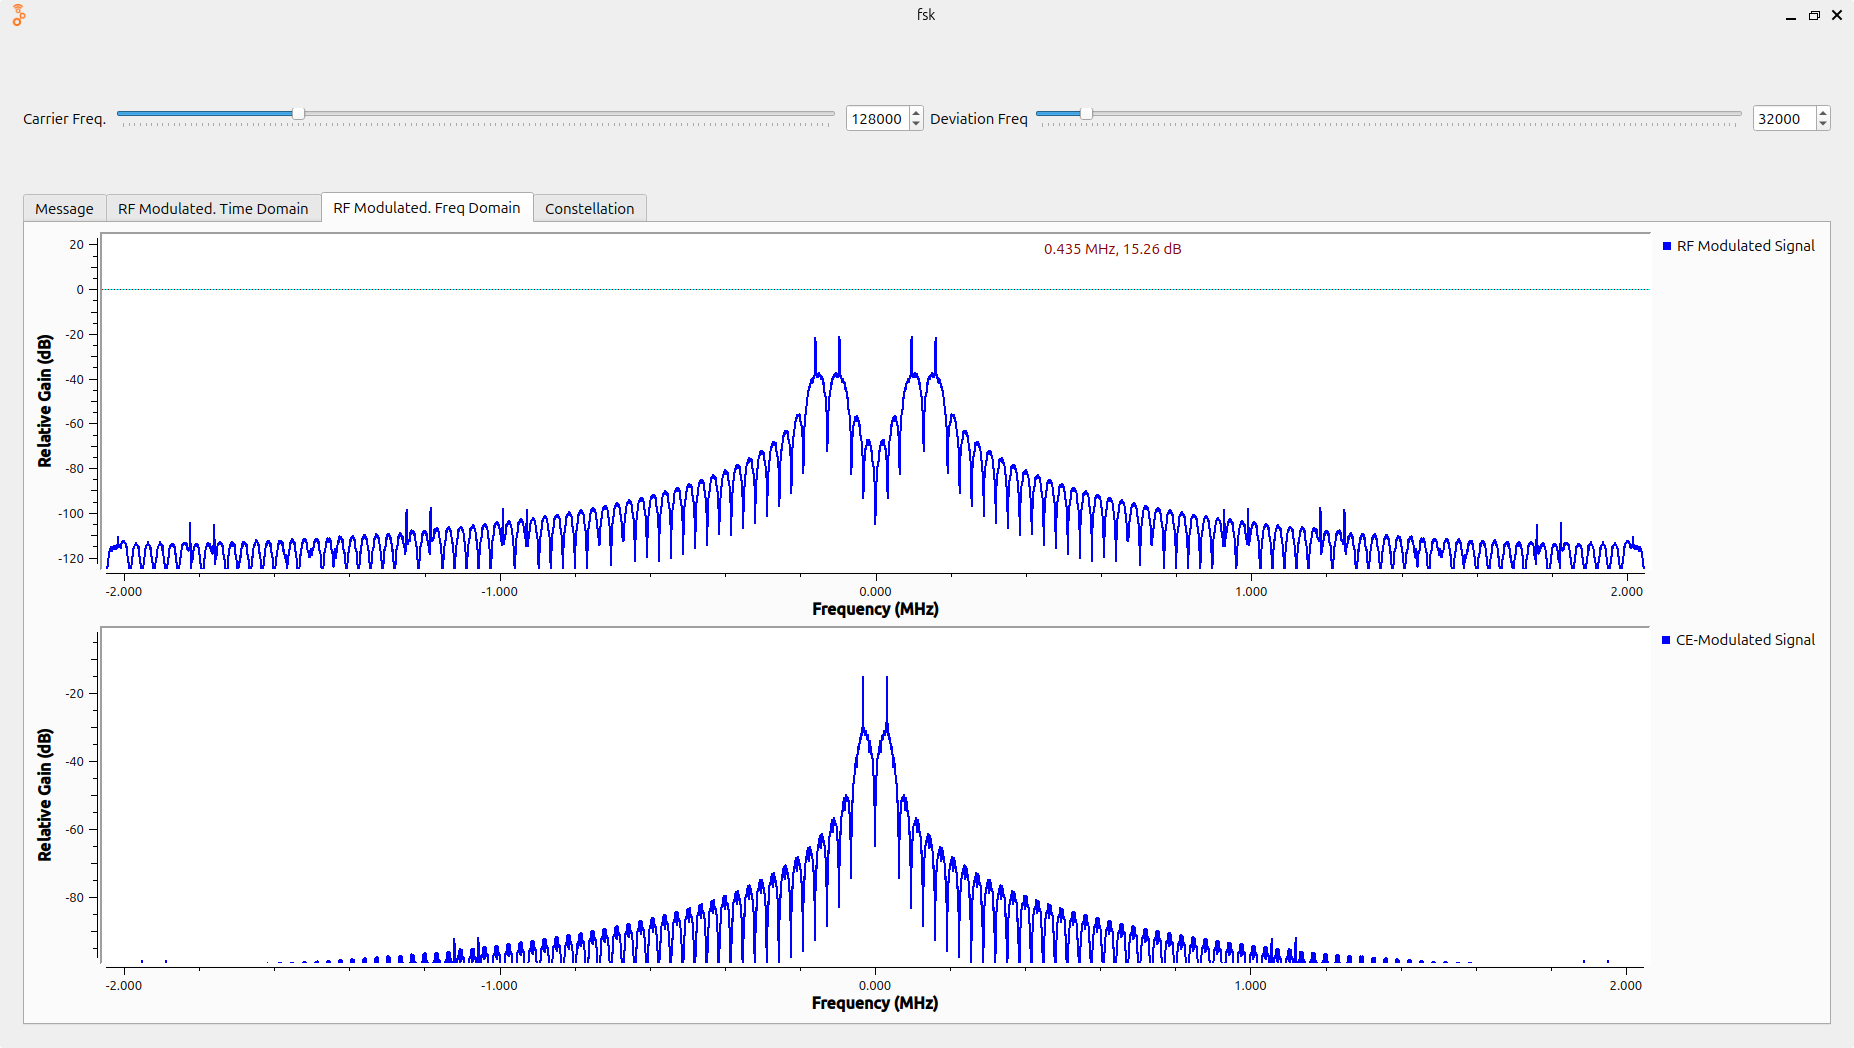 fsk
Carrier Freq. 128000 Deviation Freq 32000
Message RF Modulated. Time Domain RF Modulated. Freq Domain Constellation
20
0
-20
-40
-60
-80
-100
-120
Relative Gain (dB)
0.435 MHz, 15.26 dB
RF Modulated Signal
-2.000 -1.000 0.000 1.000 2.000
Frequency (MHz)
-20
-40
-60
-80
Relative Gain (dB)
CE-Modulated Signal
-2.000 -1.000 0.000 1.000 2.000
Frequency (MHz)